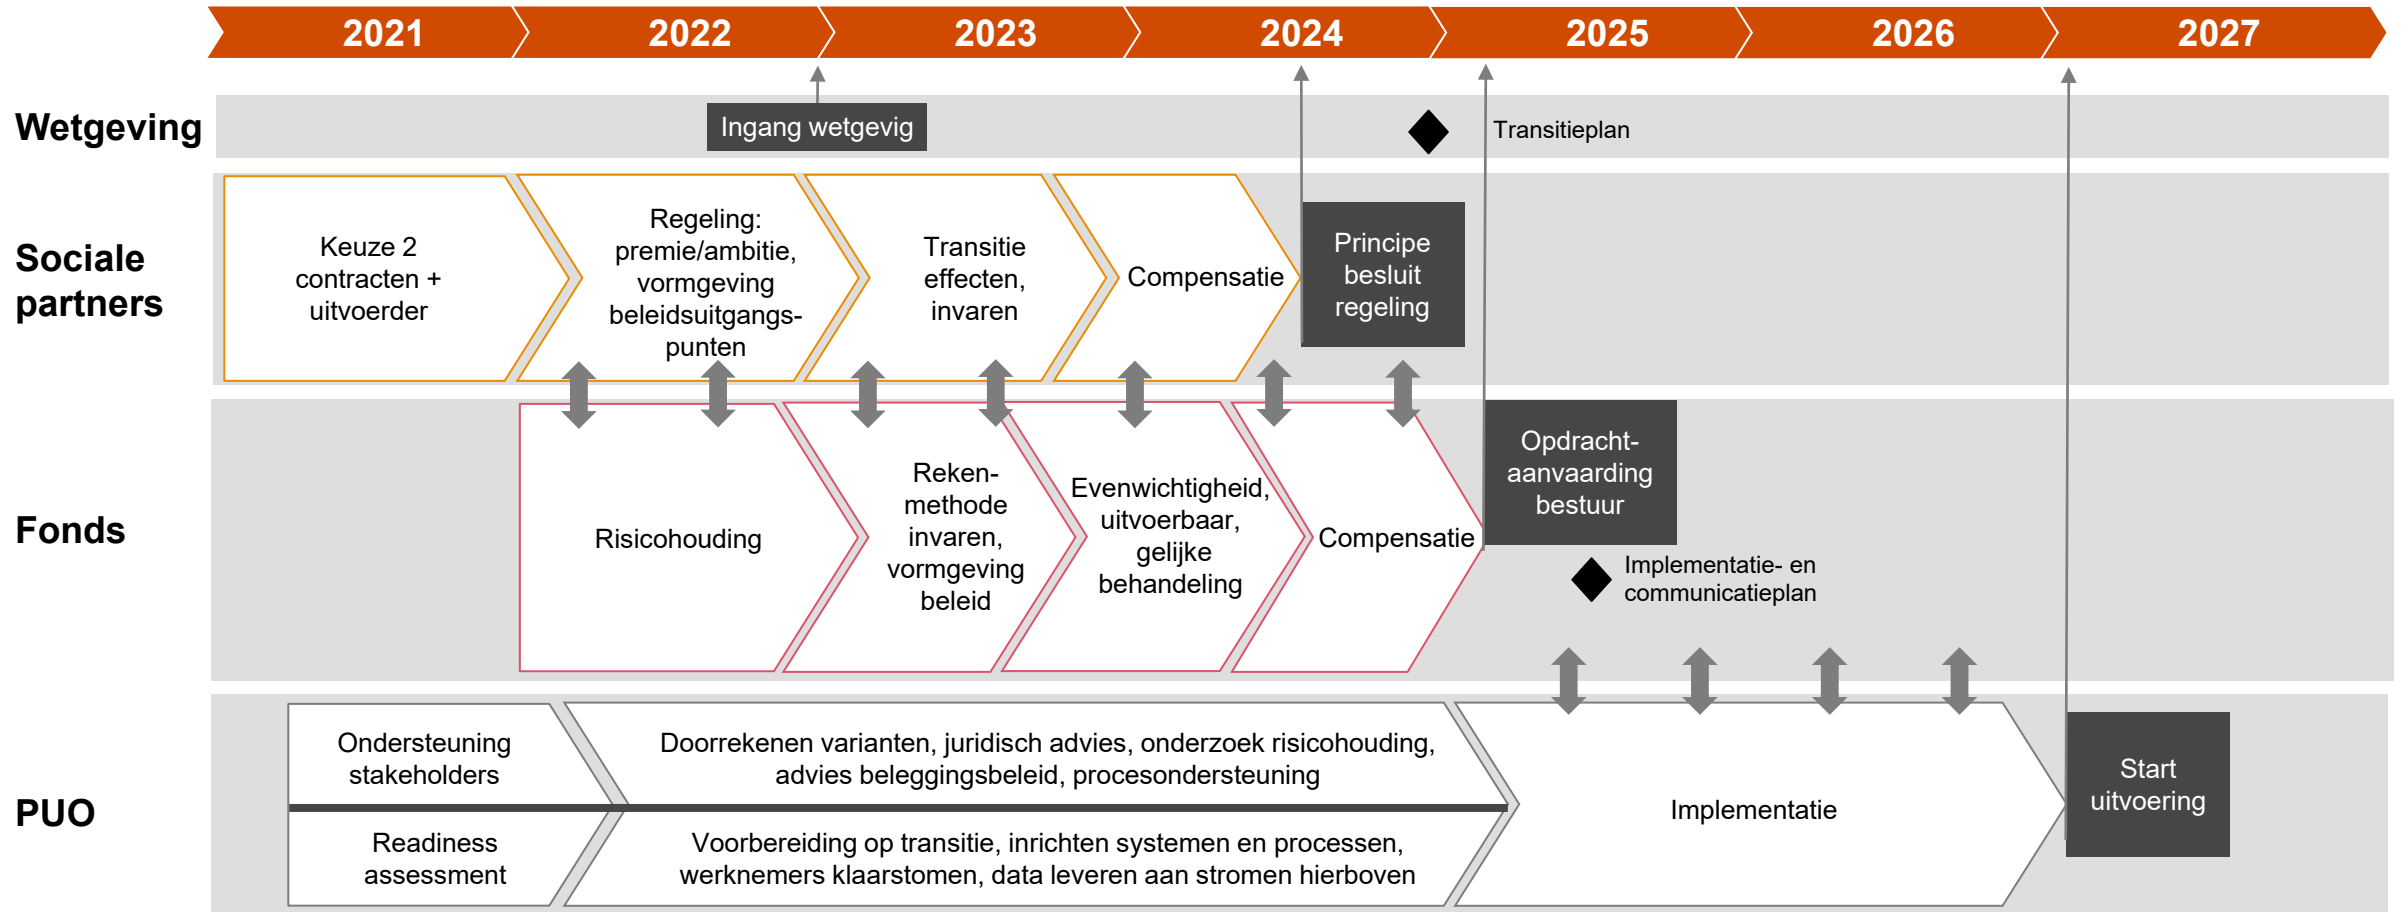 2021
2022
2023
2024
2025
2026
2027
Wetgeving
Ingang wetgevig
Transitieplan
Sociale
partners
Keuze 2
contracten +
uitvoerder
Regeling:
premie/ambitie,
vormgeving
beleidsuitgangs-
punten
Transitie
effecten,
invaren
Compensatie
Principe
besluit
regeling
Fonds
Risicohouding
Reken-
methode
invaren,
vormgeving
beleid
Evenwichtigheid,
uitvoerbaar,
gelijke
behandeling
Compensatie
Opdracht-
aanvaarding
bestuur
Implementatie- en
communicatieplan
PUO
Ondersteuning
stakeholders
Doorrekenen varianten, juridisch advies, onderzoek risicohouding,
advies beleggingsbeleid, procesondersteuning
Readiness
assessment
Voorbereiding op transitie, inrichten systemen en processen,
werknemers klaarstomen, data leveren aan stromen hierboven
Implementatie
Start
uitvoering